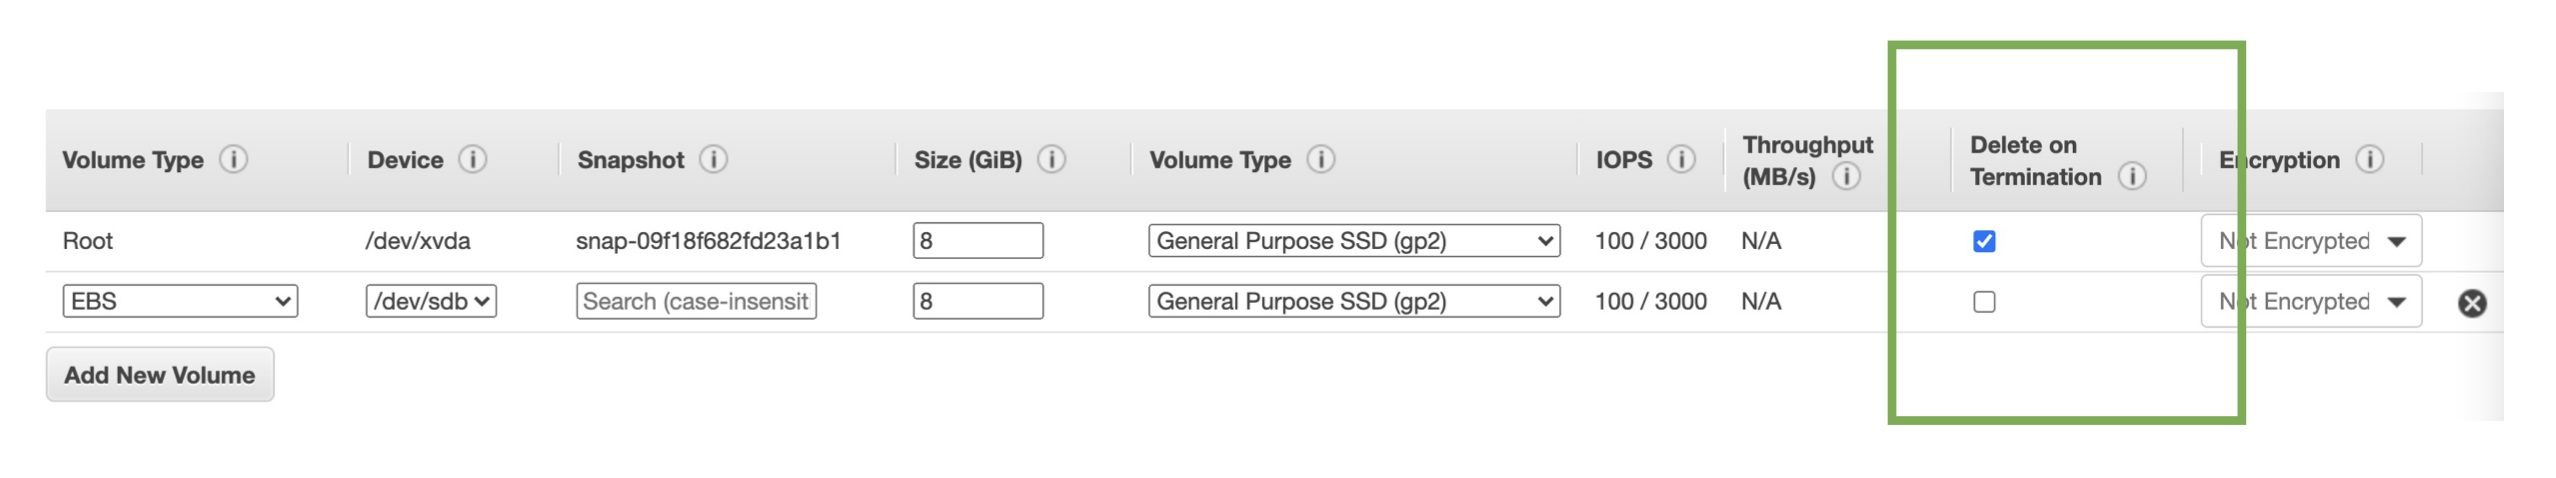 Volume Type Device Snapshot Size (GiB) Volume Type IOPS Throughput (MB/s) Delete on Termination Encryption
Root /dev/xvda snap-09f18f682fd23a1b1 8 General Purpose SSD (gp2) 100 / 3000 N/A Not Encrypted
EBS /dev/sdb Search (case-insensit 8 General Purpose SSD (gp2) 100 / 3000 N/A Not Encrypted
Add New Volume